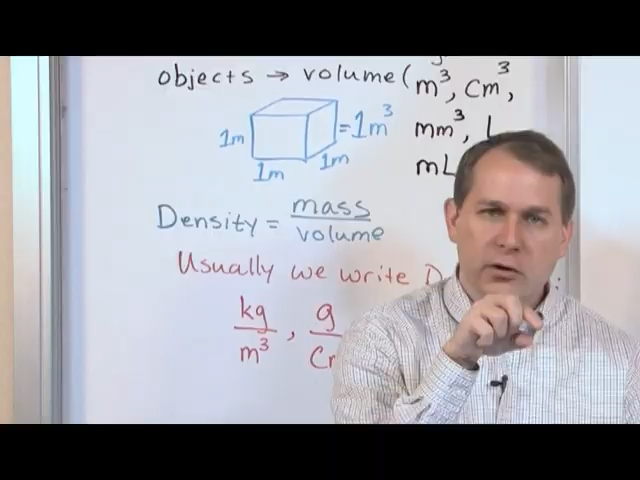 objects → volume (m³, cm³,
mm³, L
mL
1m
= 1m³
1m
1m
Density = mass / volume
Usually we write D
kg / m³ , g / c